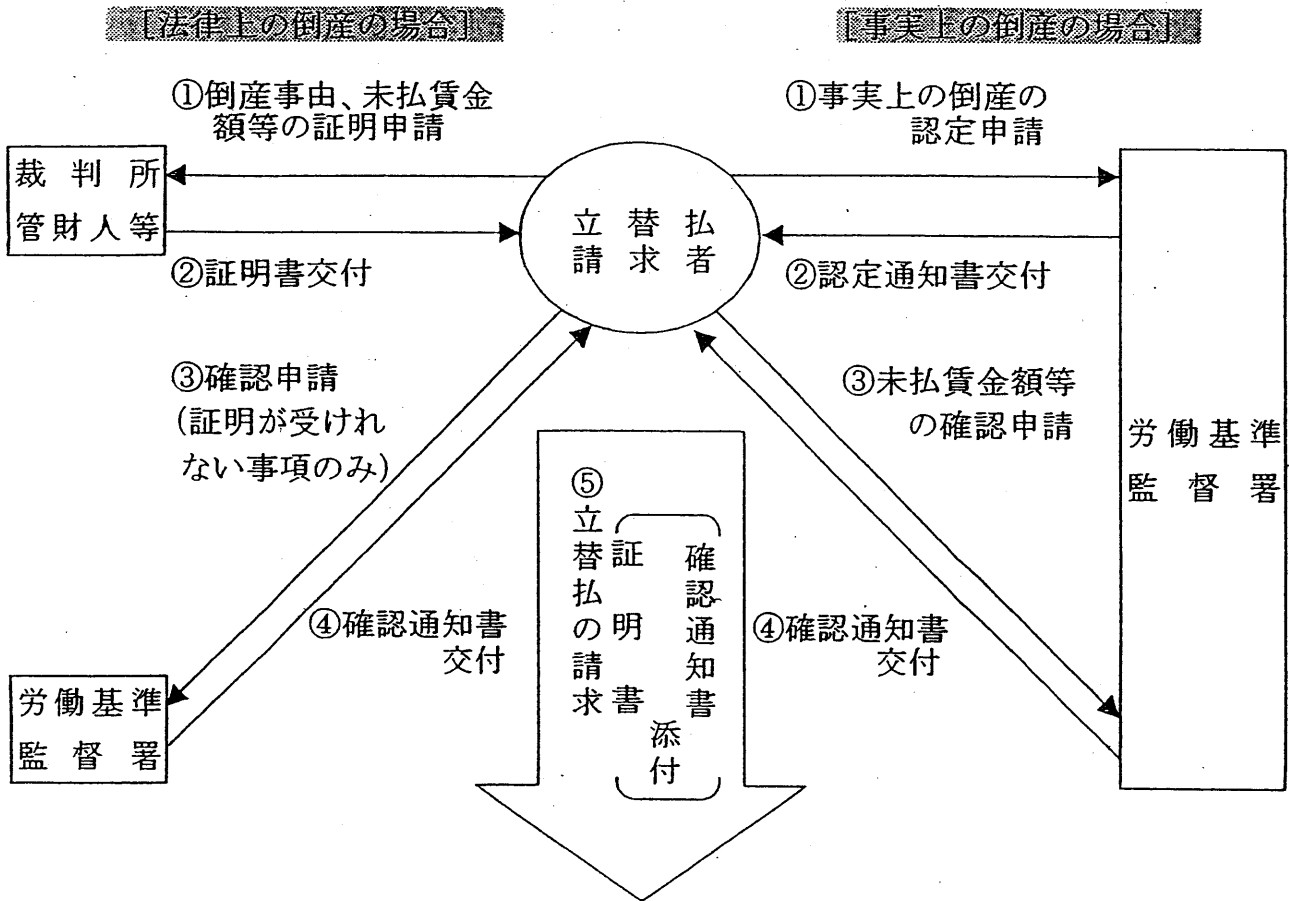 [法律上の倒産の場合]
[事実上の倒産の場合]
①倒産事由、未払賃金
額等の証明申請
①事実上の倒産の
認定申請
裁判所
管財人等
立替払
請求者
②証明書交付
②認定通知書交付
③確認申請
(証明が受けれ
ない事項のみ)
③未払賃金額等
の確認申請
労働基準
監督署
⑤立替払の請求
証明書
確認通知書
添付
④確認通知書
交付
④確認通知書
交付
労働基準
監督署